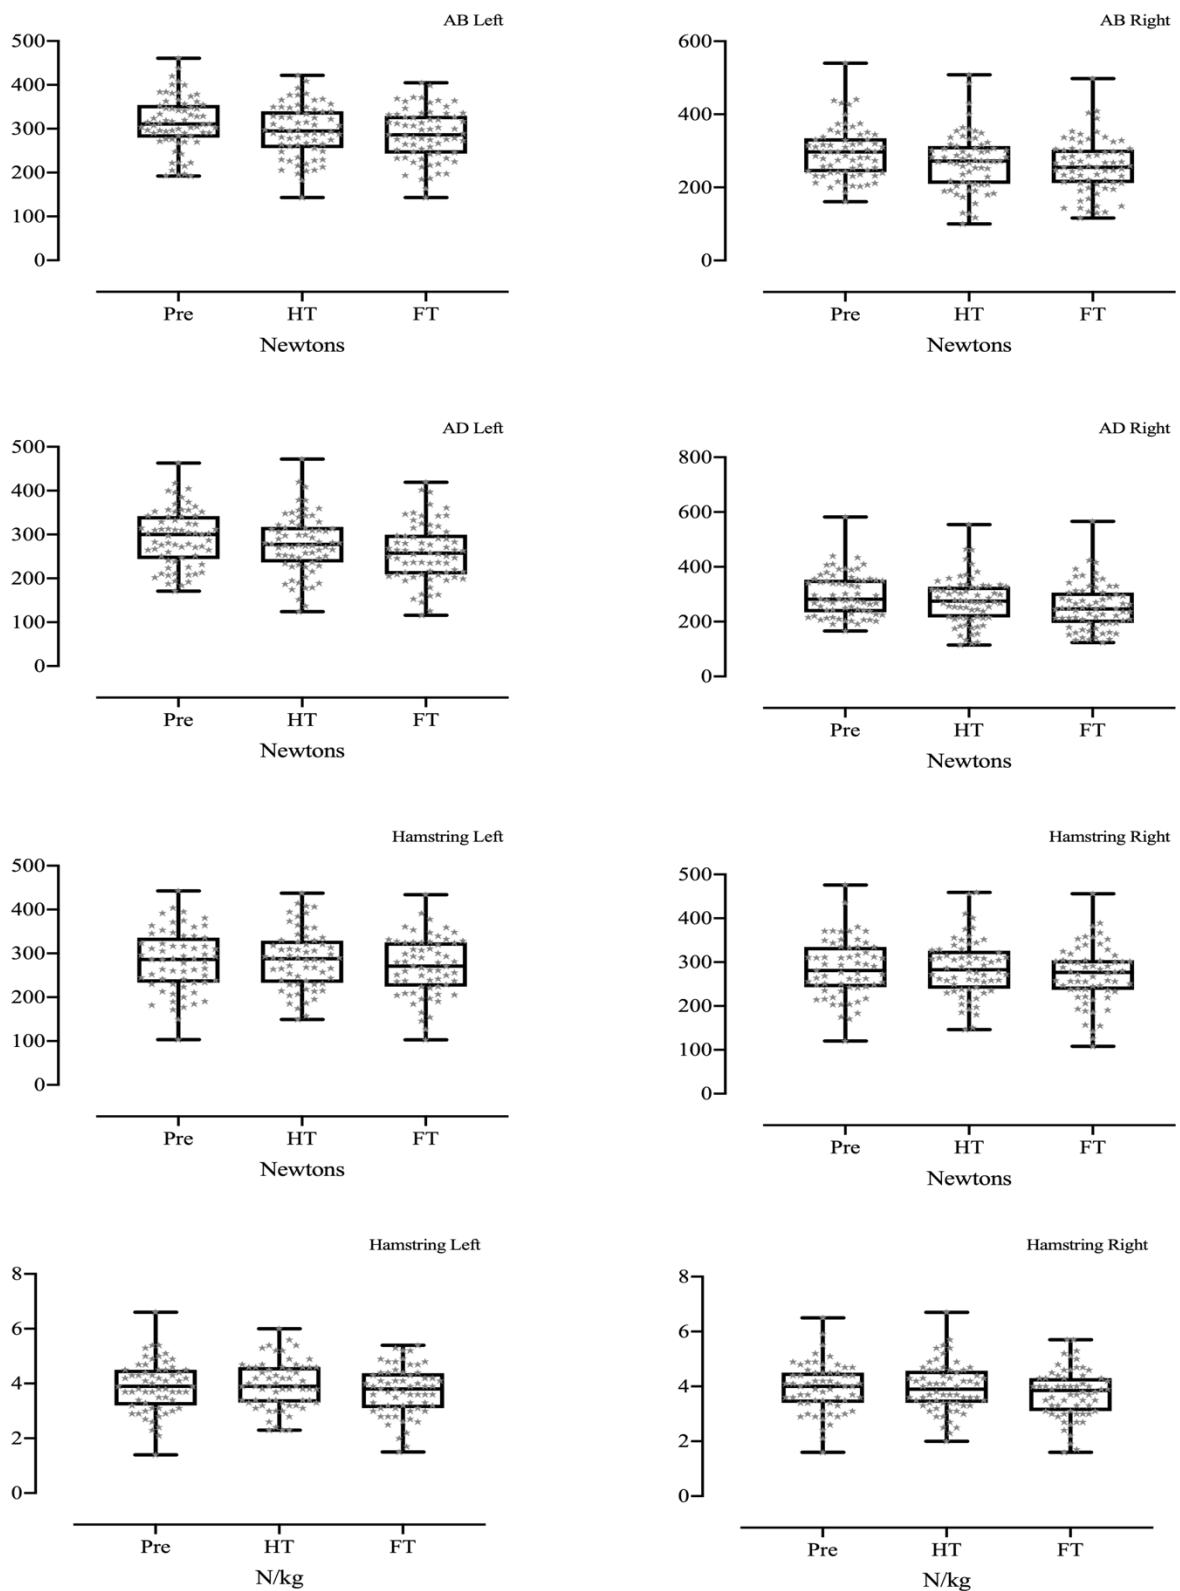 AB Left
500
400
300
200
100
0
Pre HT FT
Newtons
AB Right
600
400
200
0
Pre HT FT
Newtons
AD Left
500
400
300
200
100
0
Pre HT FT
Newtons
AD Right
800
600
400
200
0
Pre HT FT
Newtons
Hamstring Left
500
400
300
200
100
0
Pre HT FT
Newtons
Hamstring Right
500
400
300
200
100
0
Pre HT FT
Newtons
Hamstring Left
8
6
4
2
0
Pre HT FT
N/kg
Hamstring Right
8
6
4
2
0
Pre HT FT
N/kg